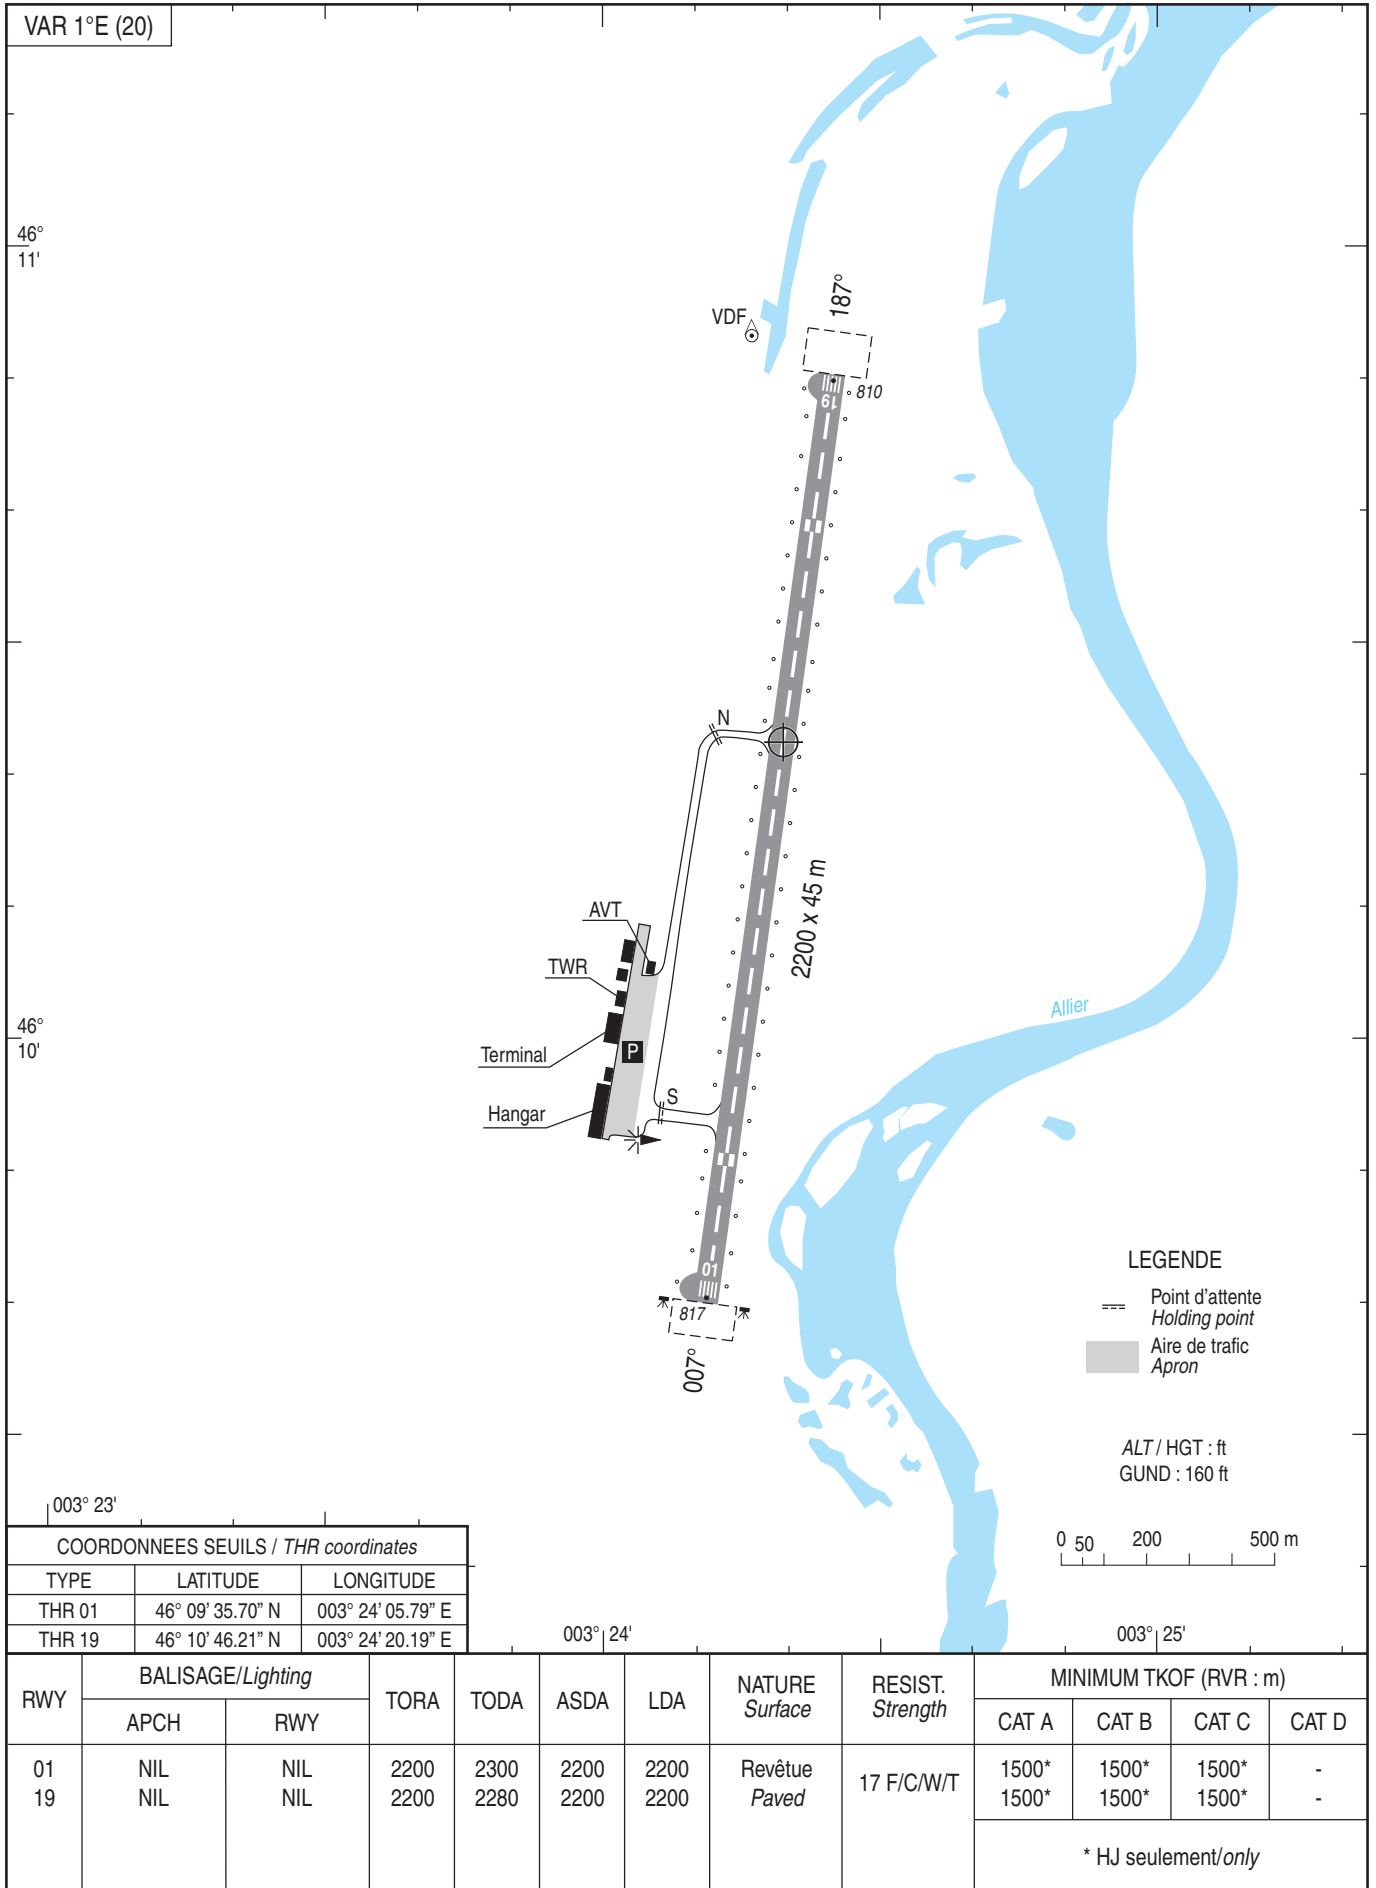 VAR 1°E (20)
46°
11'
VDF
187°
810
19
N
2200 x 45 m
AVT
TWR
46°
10'
Terminal
P
Hangar
S
Allier
01
817
007°
LEGENDE
Point d'attente
Holding point
Aire de trafic
Apron
ALT / HGT : ft
GUND : 160 ft
0 50 200 500 m
003° 23'
003° 24'
003° 25'
COORDONNEES SEUILS / THR coordinates
TYPE LATITUDE LONGITUDE
THR 01 46° 09' 35.70" N 003° 24' 05.79" E
THR 19 46° 10' 46.21" N 003° 24' 20.19" E
RWY BALISAGE/Lighting TORA TODA ASDA LDA NATURE RESIST. MINIMUM TKOF (RVR : m)
Surface Strength
APCH RWY CAT A CAT B CAT C CAT D
01 NIL NIL 2200 2300 2200 2200 Revêtue 17 F/C/W/T 1500* 1500* 1500* -
19 NIL NIL 2200 2280 2200 2200 Paved 1500* 1500* 1500* -
* HJ seulement/only